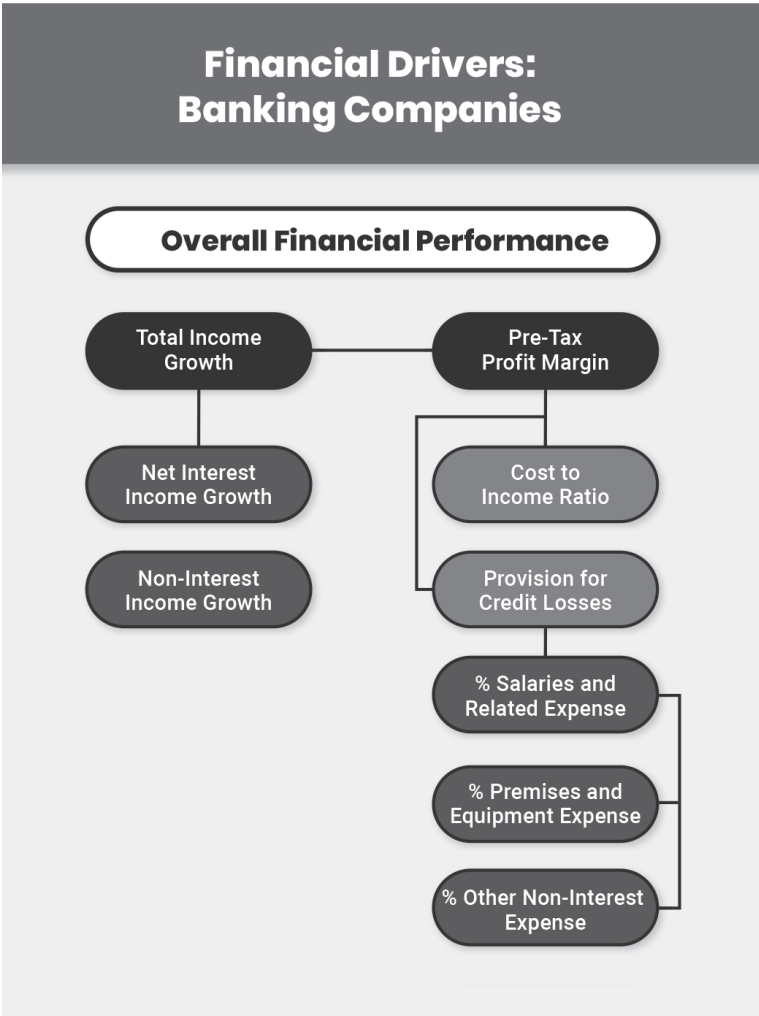 Financial Drivers:
Banking Companies
Overall Financial Performance
Total Income
Growth
Pre-Tax
Profit Margin
Net Interest
Income Growth
Cost to
Income Ratio
Non-Interest
Income Growth
Provision for
Credit Losses
% Salaries and
Related Expense
% Premises and
Equipment Expense
% Other Non-Interest
Expense